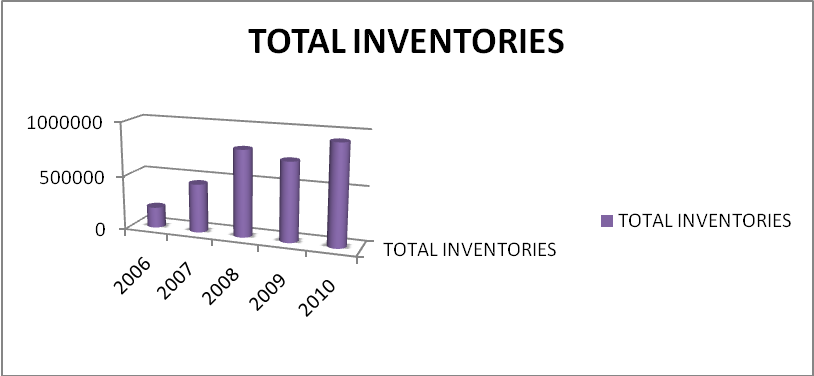 TOTAL INVENTORIES
1000000
500000
0
2006
2007
2008
2009
2010
TOTAL INVENTORIES
TOTAL INVENTORIES